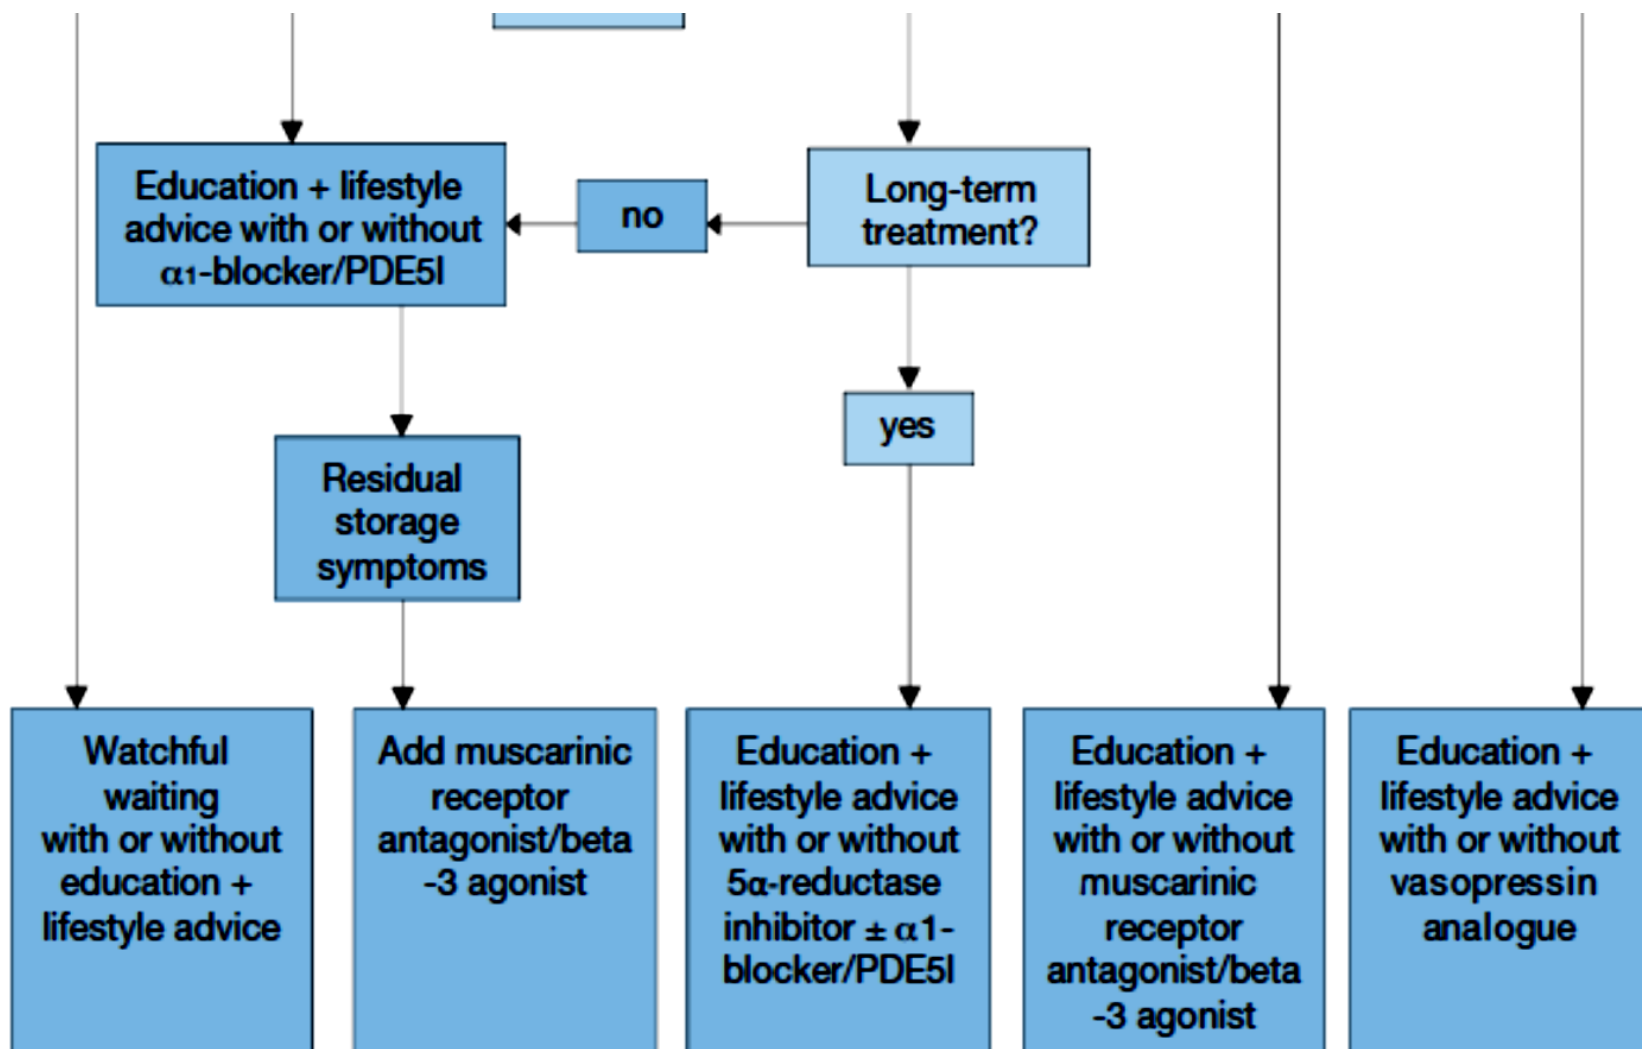 Education + lifestyle
advice with or without
α1-blocker/PDE5I
no
Long-term
treatment?
yes
Residual
storage
symptoms
Watchful
waiting
with or without
education +
lifestyle advice
Add muscarinic
receptor
antagonist/beta
-3 agonist
Education +
lifestyle advice
with or without
5α-reductase
inhibitor ± α1-
blocker/PDE5I
Education +
lifestyle advice
with or without
muscarinic
receptor
antagonist/beta
-3 agonist
Education +
lifestyle advice
with or without
vasopressin
analogue